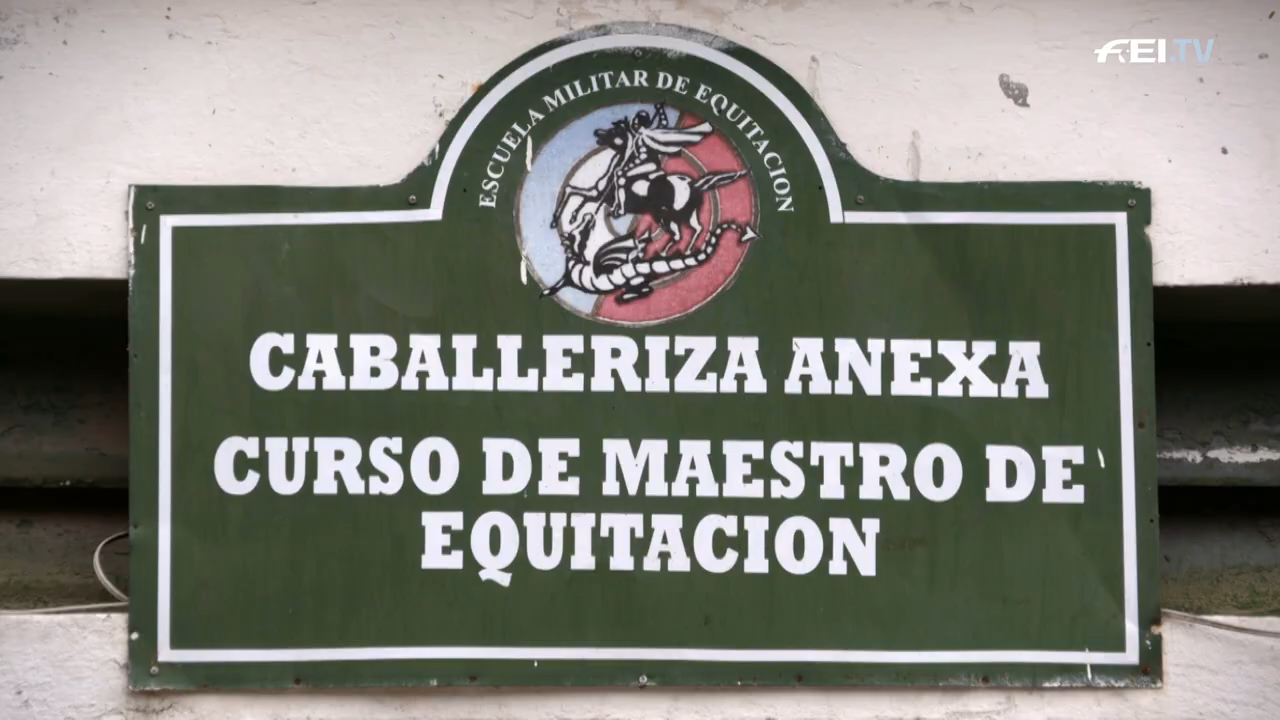 FEI.TV
ESCUELA MILITAR DE EQUITACION
CABALLERIZA ANEXA
CURSO DE MAESTRO DE
EQUITACION